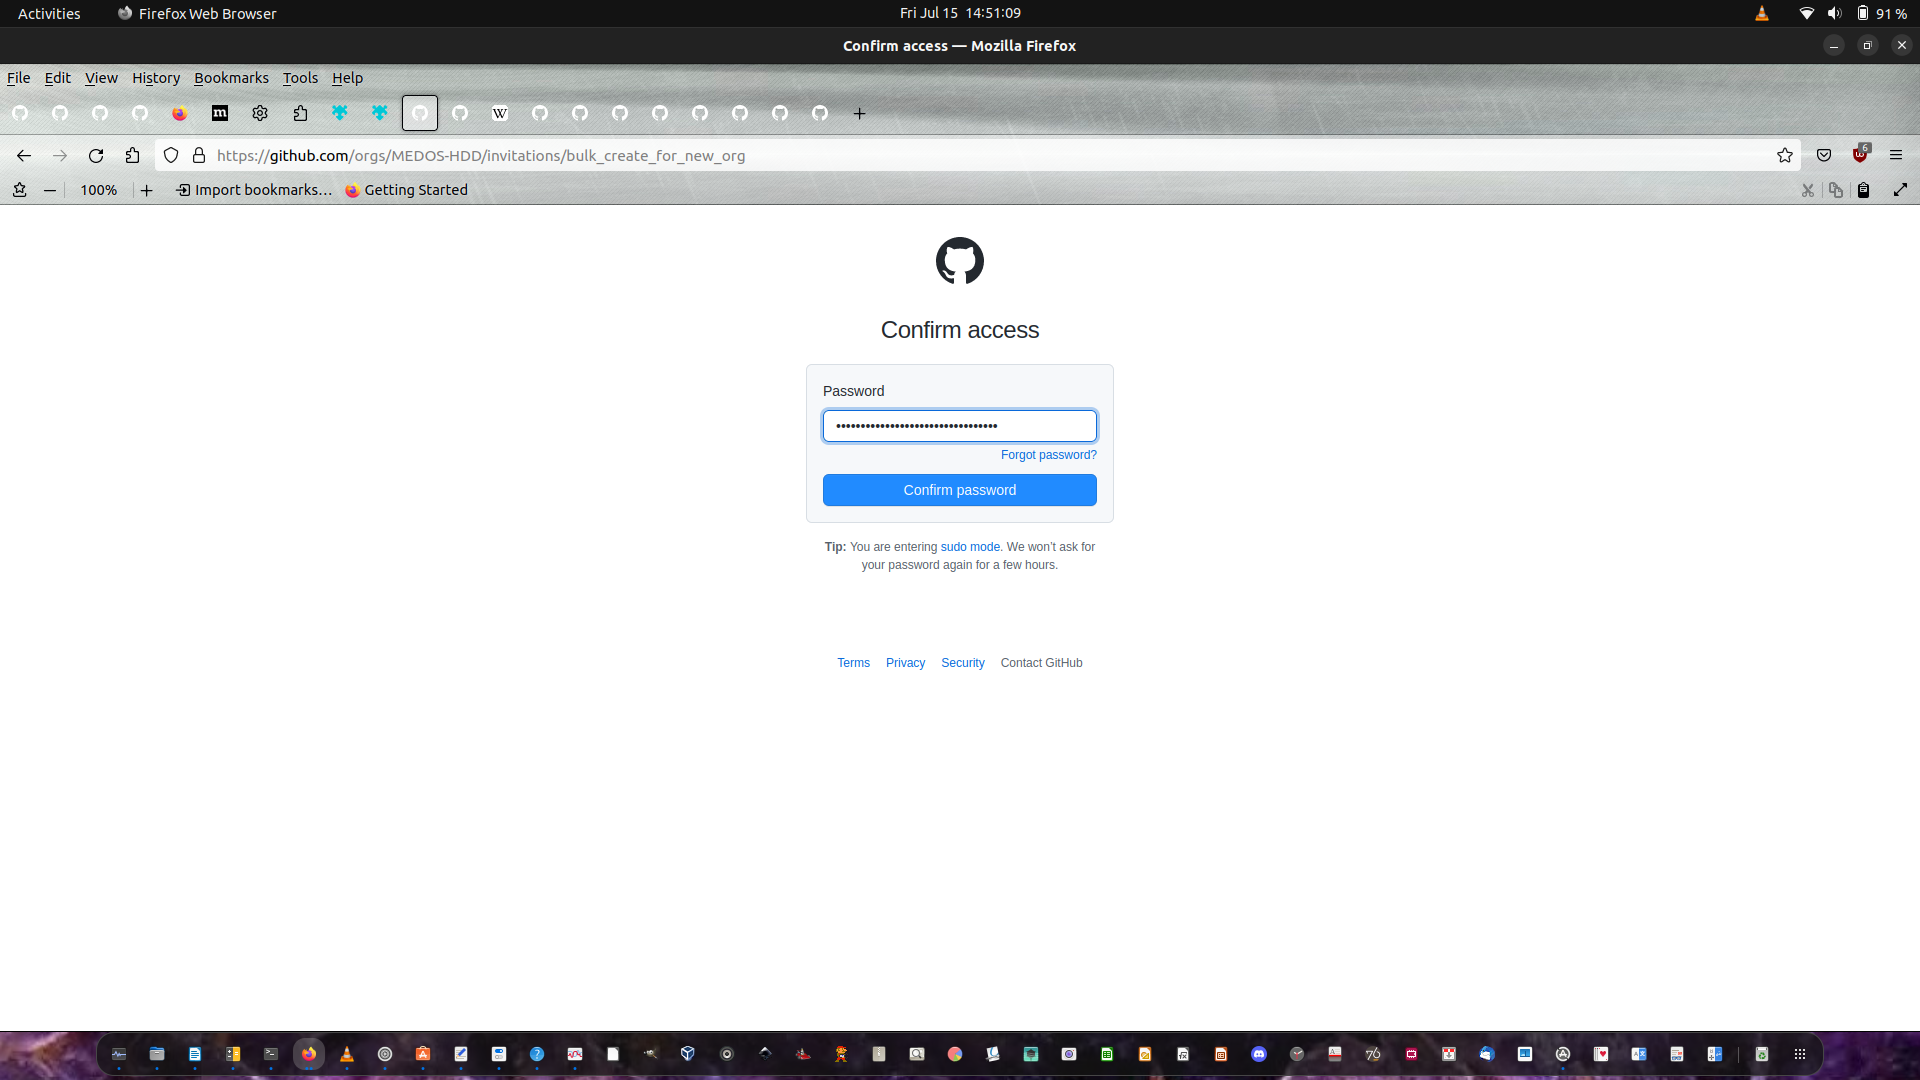 Activities Firefox Web Browser Fri Jul 15 14:51:09 91 %
Confirm access — Mozilla Firefox
File Edit View History Bookmarks Tools Help
m W
https://github.com/orgs/MEDOS-HDD/invitations/bulk_create_for_new_org 6
100% Import bookmarks… Getting Started
Confirm access
Password
••••••••••••••••••••••••••••••••••
Forgot password?
Confirm password
Tip: You are entering sudo mode. We won’t ask for
your password again for a few hours.
Terms Privacy Security Contact GitHub